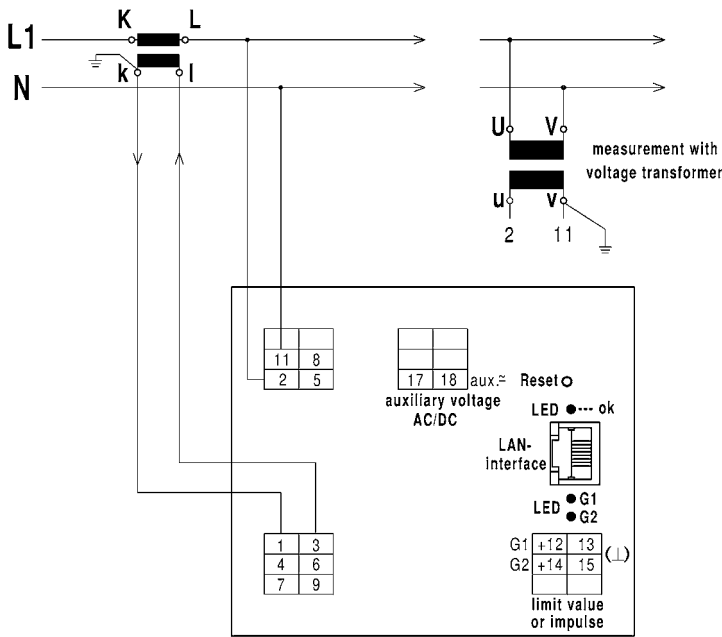 K L
L1
k l
N
U V
measurement with
voltage transformer
u v
2 11
11 8
2 5
17 18 aux.≂
auxiliary voltage
AC/DC
Reset
LED --- ok
LAN-
interface
LED G1
G2
1 3
4 6
7 9
G1 +12 13 (⊥)
G2 +14 15
limit value
or impulse